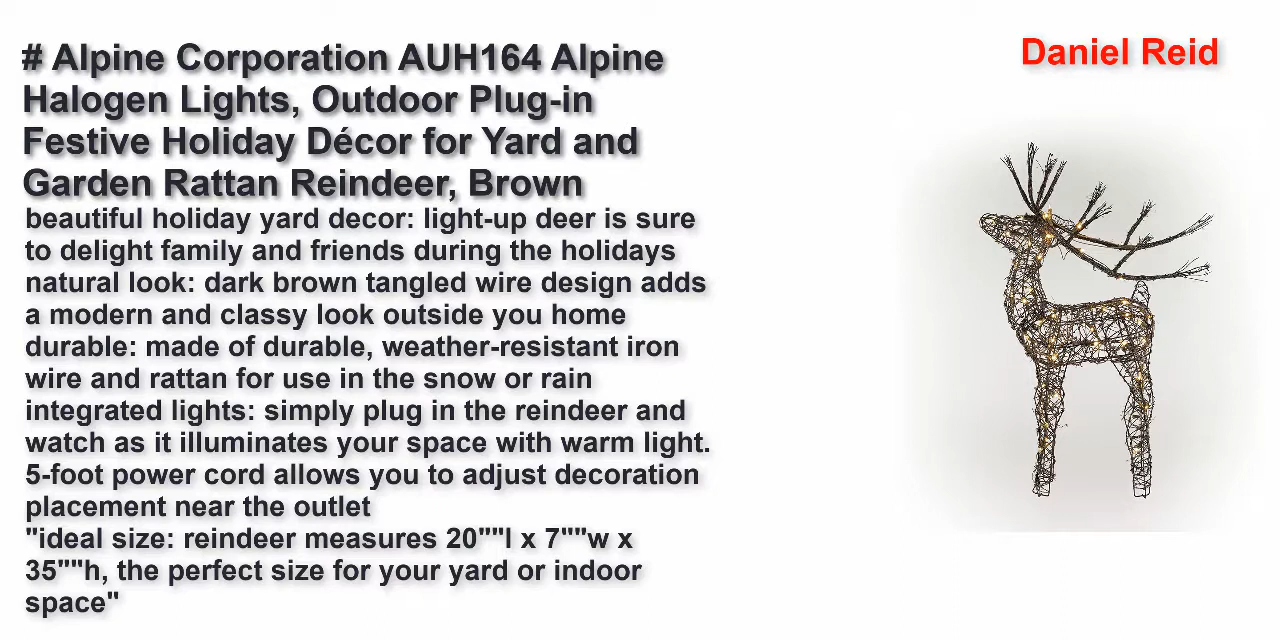 # Alpine Corporation AUH164 Alpine
Halogen Lights, Outdoor Plug-in
Festive Holiday Décor for Yard and
Garden Rattan Reindeer, Brown
beautiful holiday yard decor: light-up deer is sure
to delight family and friends during the holidays
natural look: dark brown tangled wire design adds
a modern and classy look outside you home
durable: made of durable, weather-resistant iron
wire and rattan for use in the snow or rain
integrated lights: simply plug in the reindeer and
watch as it illuminates your space with warm light.
5-foot power cord allows you to adjust decoration
placement near the outlet
"ideal size: reindeer measures 20""l x 7""w x
35""h, the perfect size for your yard or indoor
space"
Daniel Reid